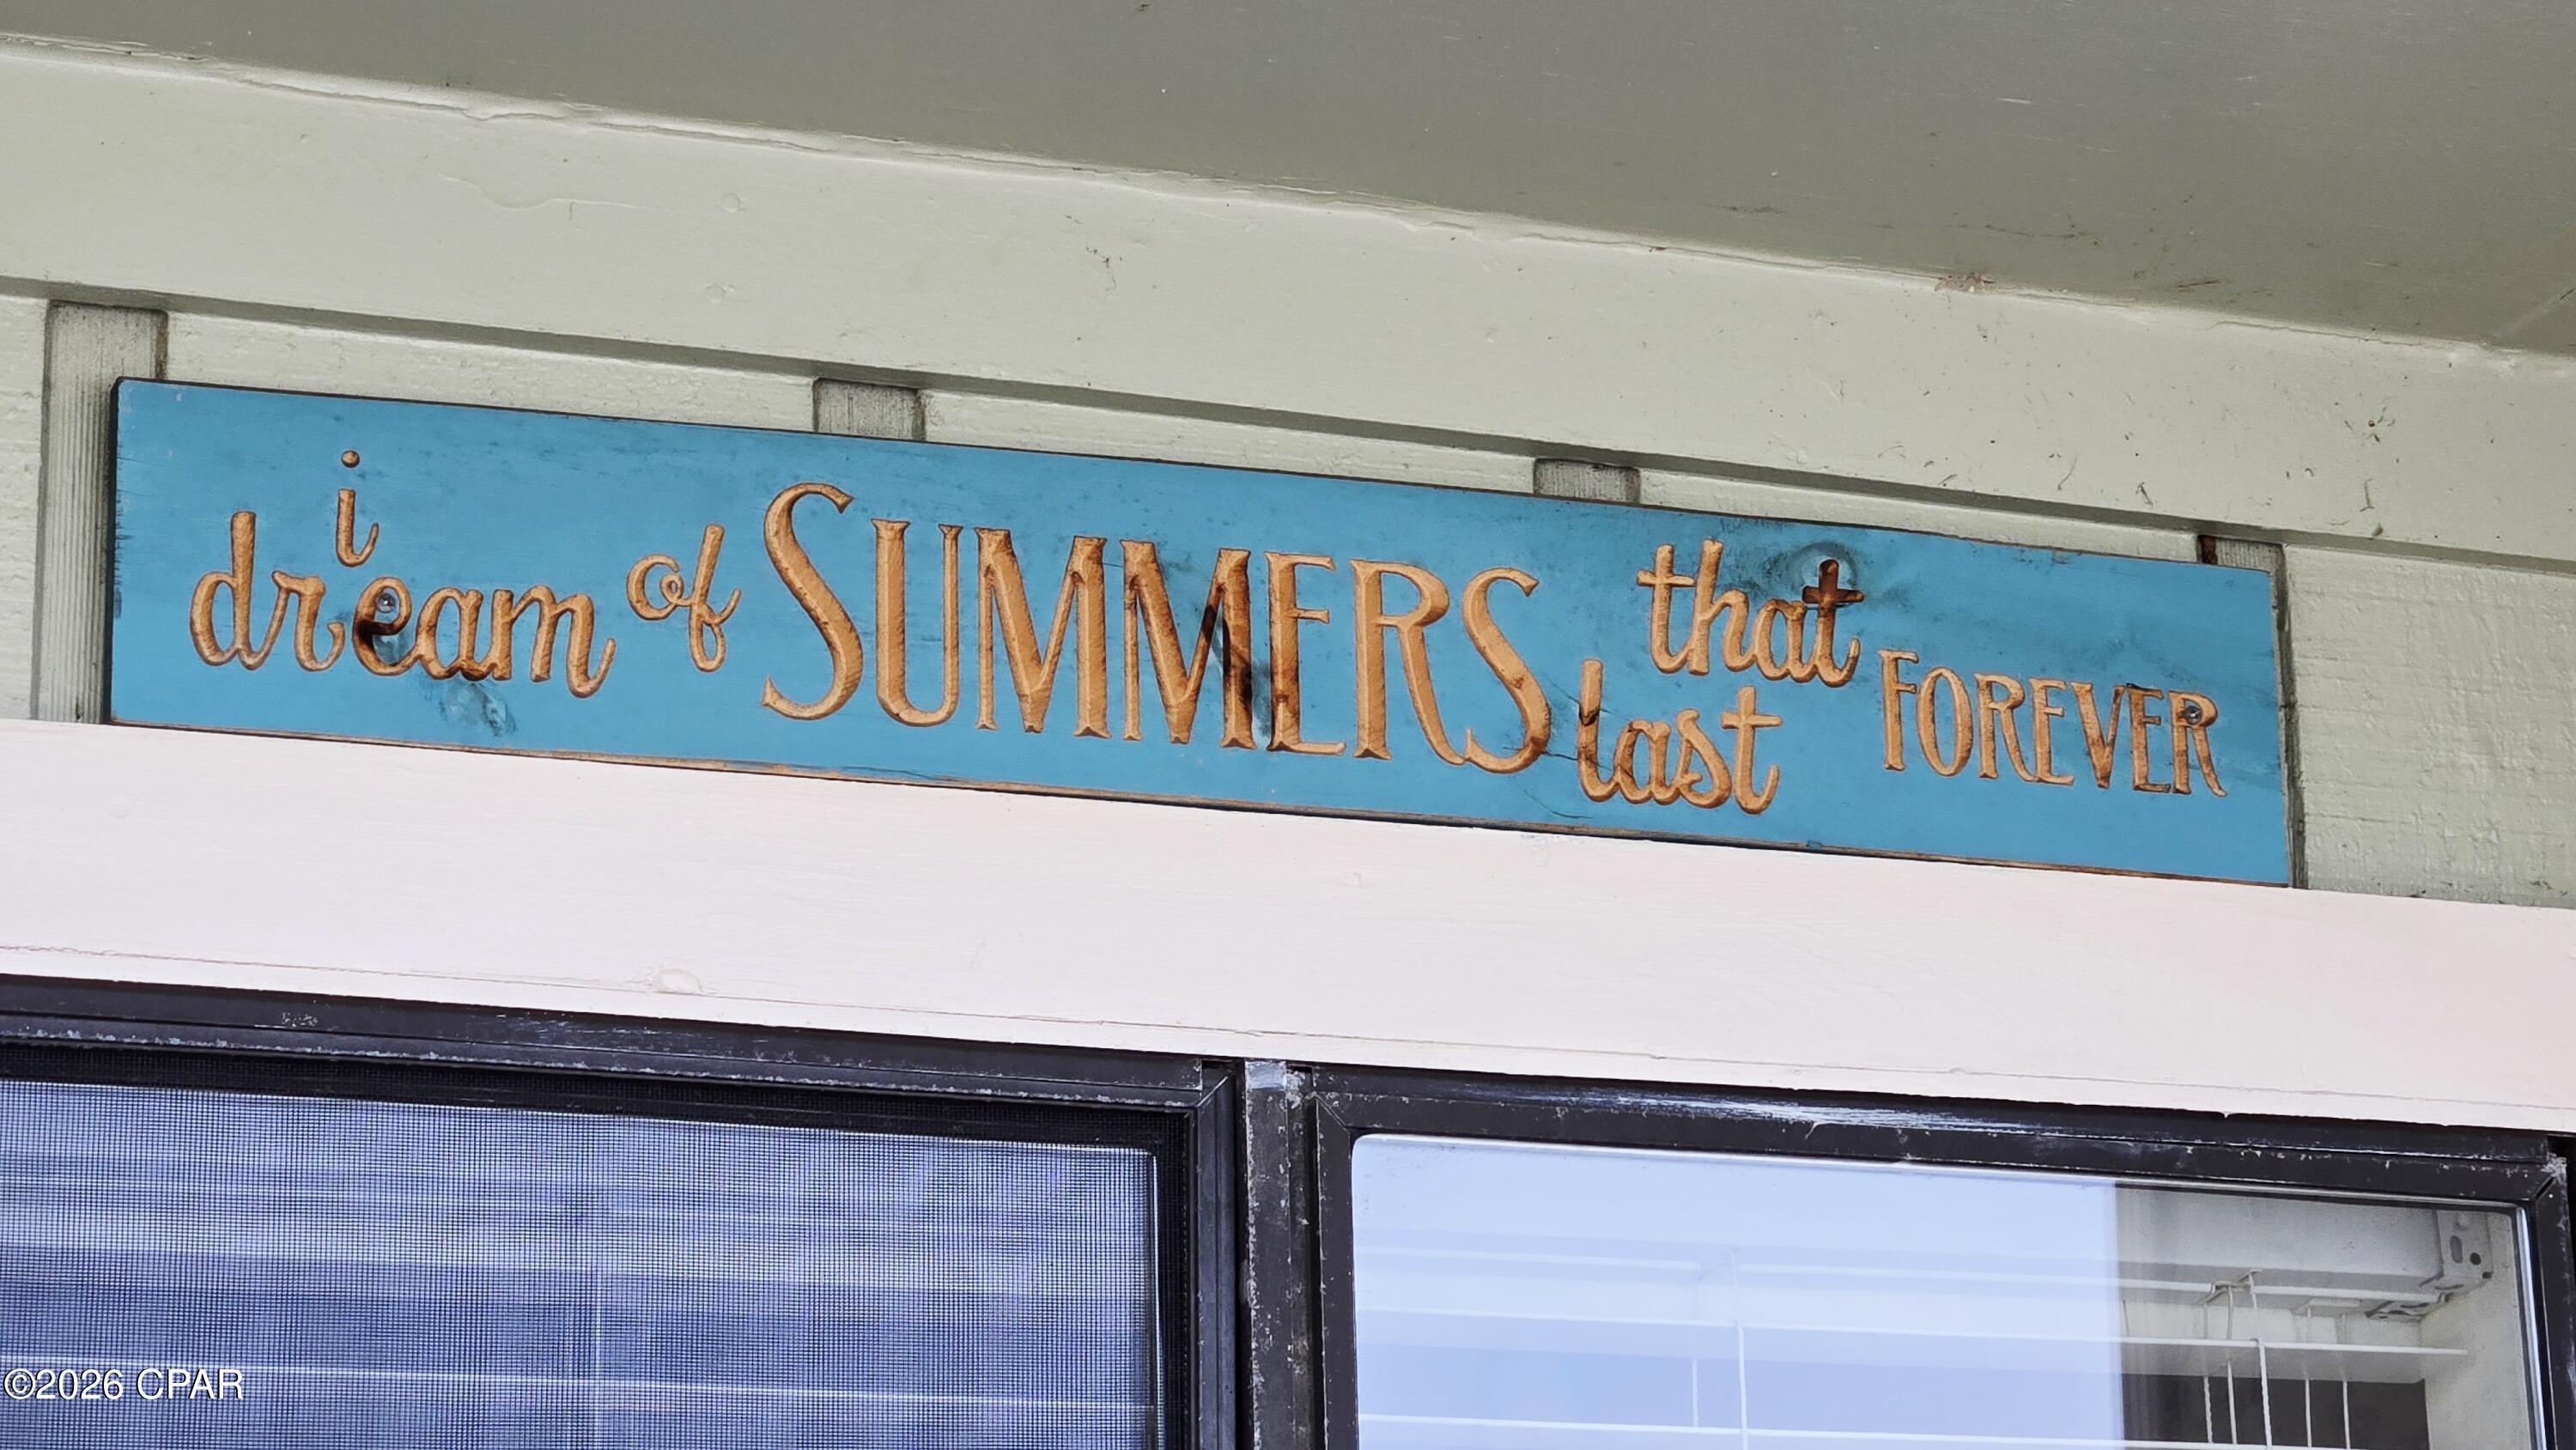 i dream of SUMMERS that last FOREVER
©2026 CPAR